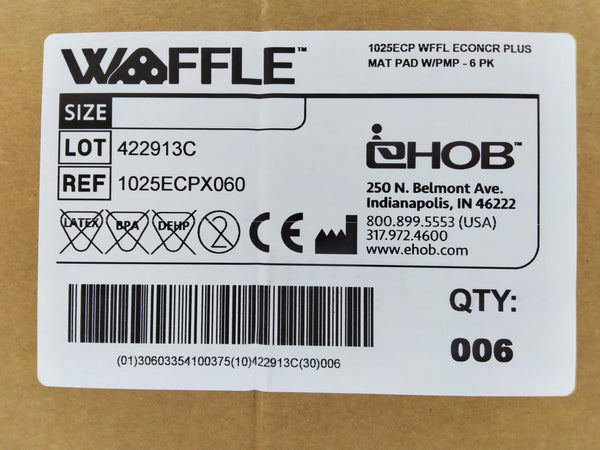 WAFFLE™
1025ECP WFFL ECONCR PLUS
MAT PAD W/PMP - 6 PK
SIZE
LOT 422913C
REF 1025ECPX060
LATEX BPA DEHP 2 CE
EHOB™
250 N. Belmont Ave.
Indianapolis, IN 46222
800.899.5553 (USA)
317.972.4600
www.ehob.com
QTY:
006
(01)30603354100375(10)422913C(30)006